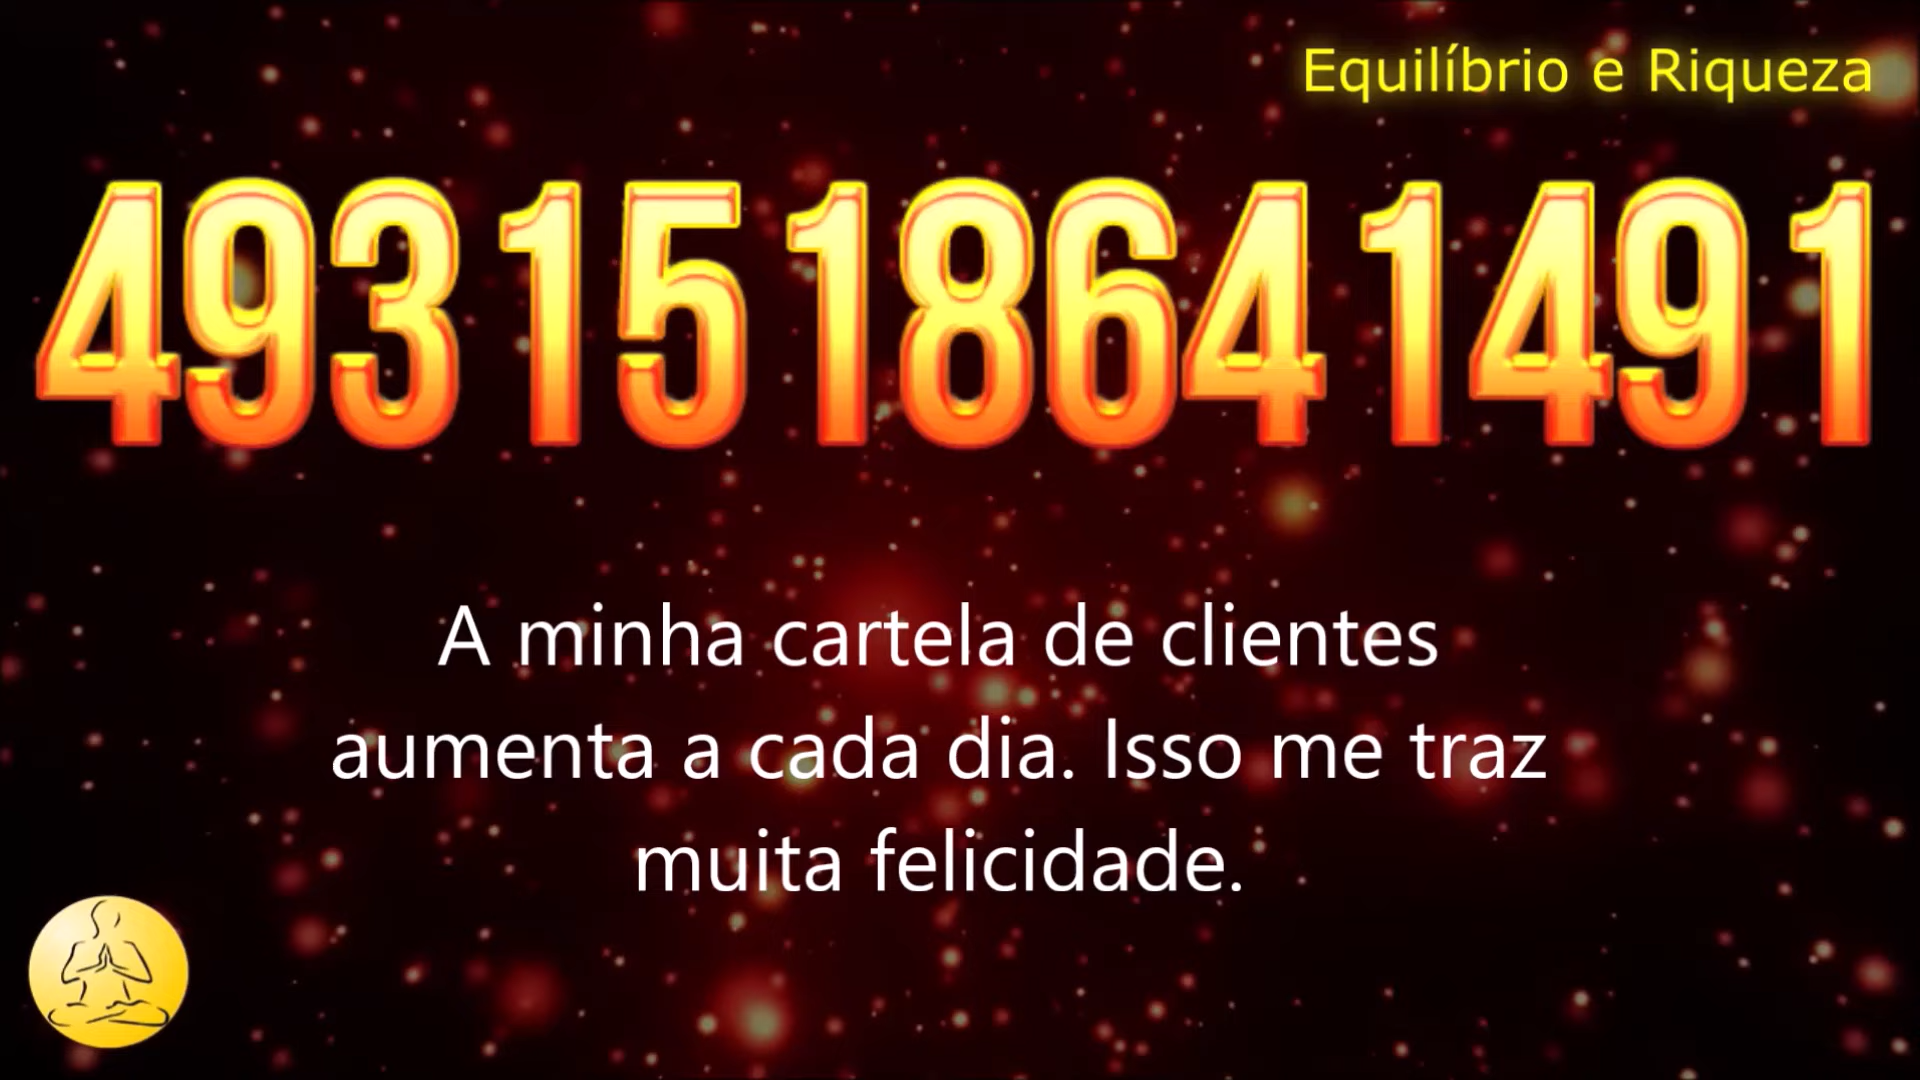 Equilíbrio e Riqueza
4931518641491
A minha cartela de clientes
aumenta a cada dia. Isso me traz
muita felicidade.